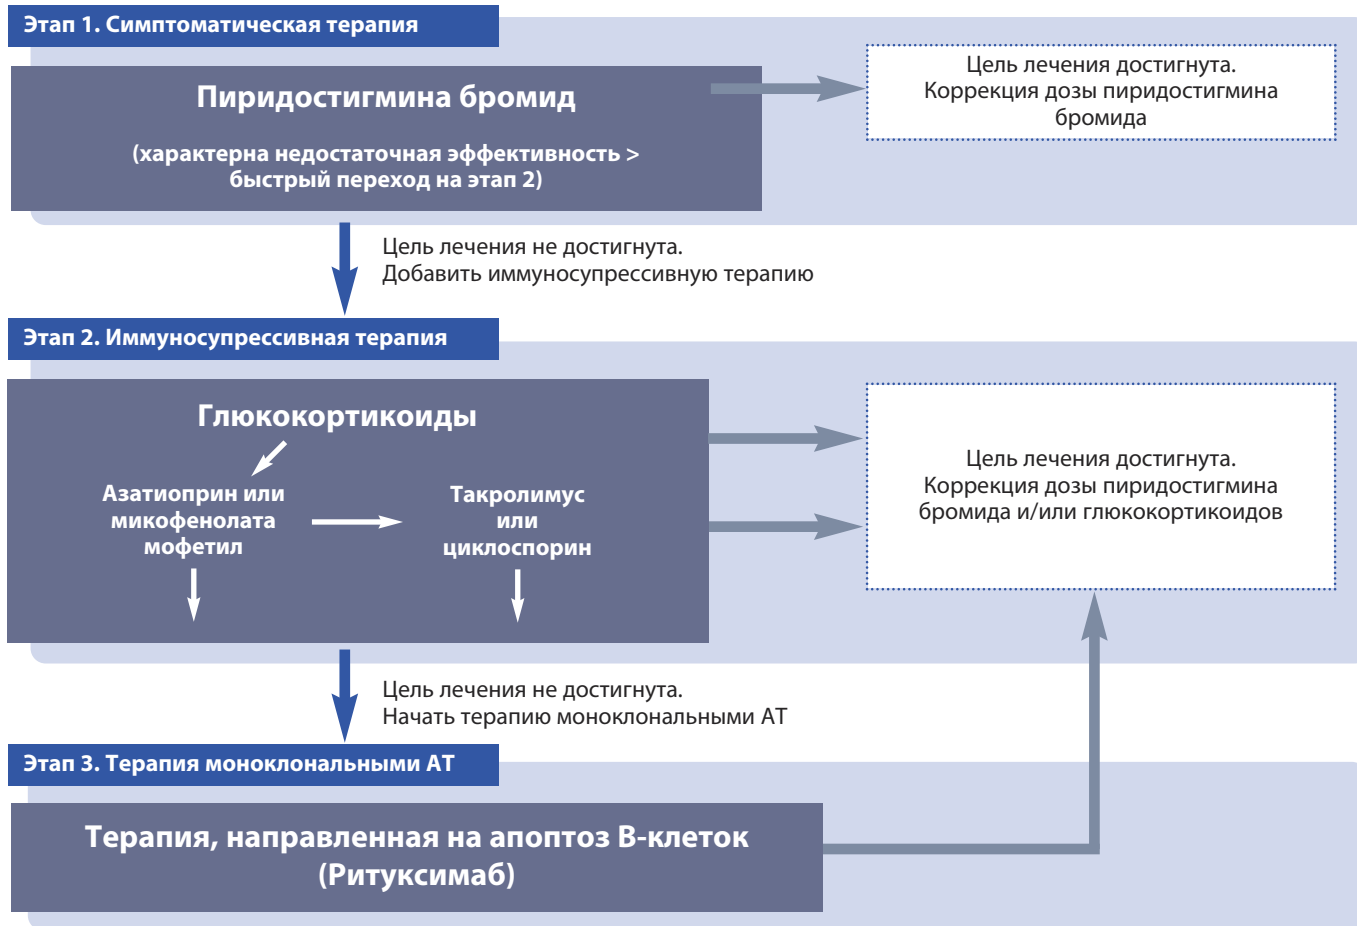 Этап 1. Симптоматическая терапия
Пиридостигмина бромид
(характерна недостаточная эффективность >
быстрый переход на этап 2)
Цель лечения достигнута.
Коррекция дозы пиридостигмина
бромида
Цель лечения не достигнута.
Добавить иммуносупрессивную терапию
Этап 2. Иммуносупрессивная терапия
Глюкокортикоиды
Азатиоприн или
микофенолата
мофетил
Такролимус
или
циклоспорин
Цель лечения достигнута.
Коррекция дозы пиридостигмина
бромида и/или глюкокортикоидов
Цель лечения не достигнута.
Начать терапию моноклональными АТ
Этап 3. Терапия моноклональными АТ
Терапия, направленная на апоптоз В-клеток
(Ритуксимаб)